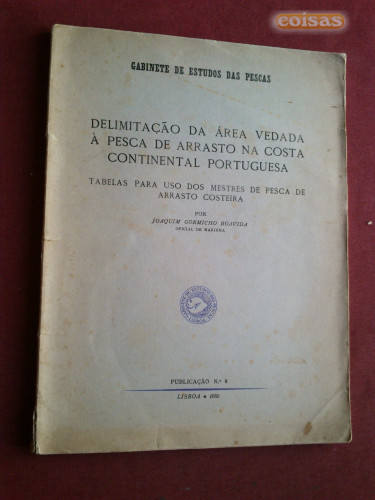 coisas
GABINETE DE ESTUDOS DAS PESCAS
DELIMITAÇÃO DA ÁREA VEDADA
À PESCA DE ARRASTO NA COSTA
CONTINENTAL PORTUGUESA
TABELAS PARA USO DOS MESTRES DE PESCA DE
ARRASTO COSTEIRA
POR
JOAQUIM GORMICHO BOAVIDA
OFICIAL DE MARINHA
PUBLICAÇÃO N.º
LISBOA